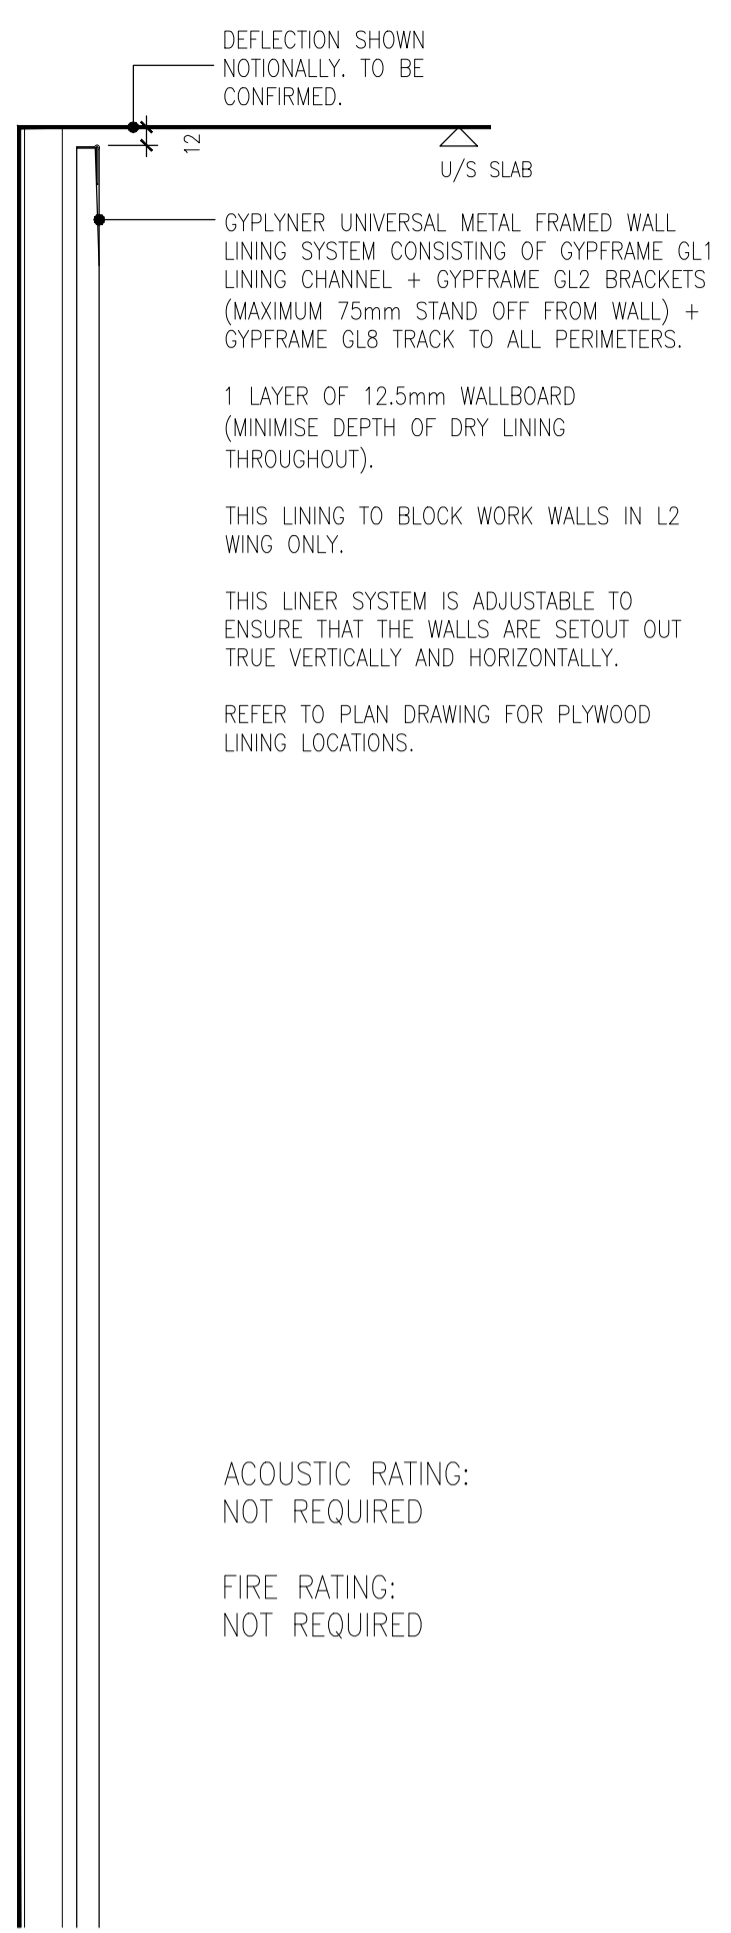 DEFLECTION SHOWN
NOTIONALLY. TO BE
CONFIRMED.
12
U/S SLAB
GYPLYNER UNIVERSAL METAL FRAMED WALL
LINING SYSTEM CONSISTING OF GYPFRAME GL1
LINING CHANNEL + GYPFRAME GL2 BRACKETS
(MAXIMUM 75mm STAND OFF FROM WALL) +
GYPFRAME GL8 TRACK TO ALL PERIMETERS.
1 LAYER OF 12.5mm WALLBOARD
(MINIMISE DEPTH OF DRY LINING
THROUGHOUT).
THIS LINING TO BLOCK WORK WALLS IN L2
WING ONLY.
THIS LINER SYSTEM IS ADJUSTABLE TO
ENSURE THAT THE WALLS ARE SETOUT OUT
TRUE VERTICALLY AND HORIZONTALLY.
REFER TO PLAN DRAWING FOR PLYWOOD
LINING LOCATIONS.
ACOUSTIC RATING:
NOT REQUIRED
FIRE RATING:
NOT REQUIRED